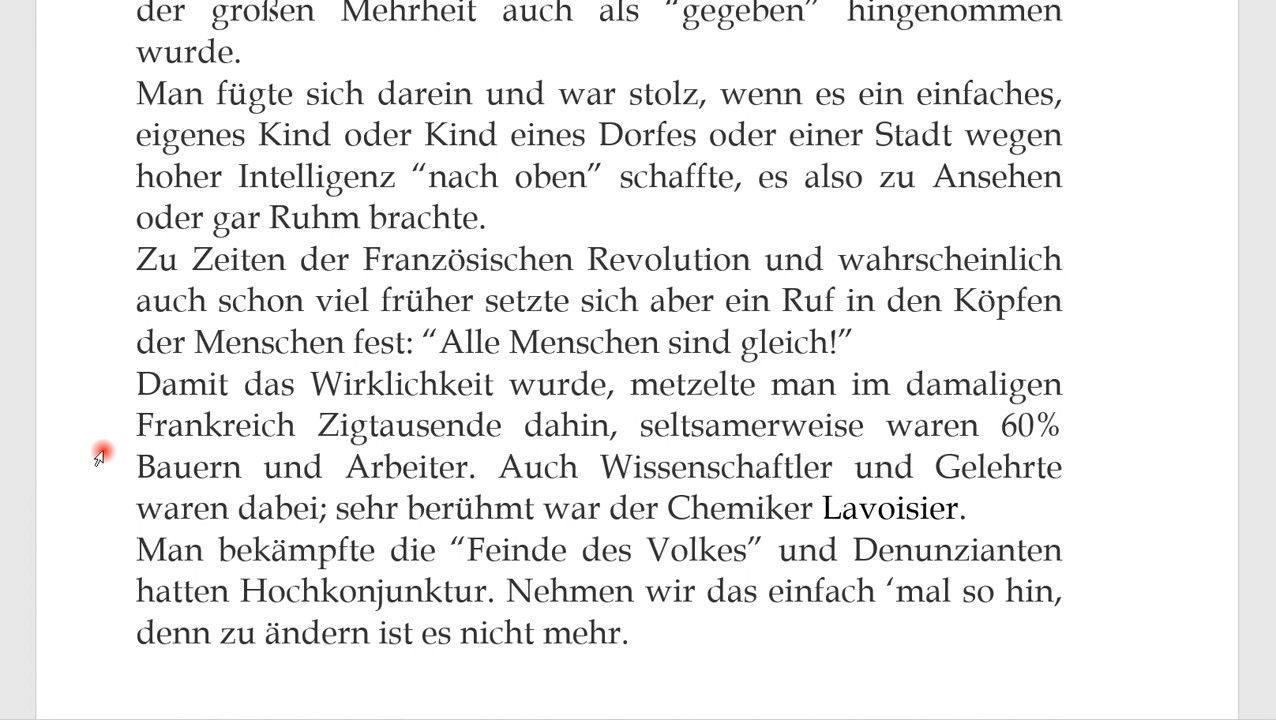 der großen Mehrheit auch als “gegeben” hingenommen
wurde.
Man fügte sich darein und war stolz, wenn es ein einfaches,
eigenes Kind oder Kind eines Dorfes oder einer Stadt wegen
hoher Intelligenz “nach oben” schaffte, es also zu Ansehen
oder gar Ruhm brachte.
Zu Zeiten der Französischen Revolution und wahrscheinlich
auch schon viel früher setzte sich aber ein Ruf in den Köpfen
der Menschen fest: “Alle Menschen sind gleich!”
Damit das Wirklichkeit wurde, metzelte man im damaligen
Frankreich Zigtausende dahin, seltsamerweise waren 60%
Bauern und Arbeiter. Auch Wissenschaftler und Gelehrte
waren dabei; sehr berühmt war der Chemiker Lavoisier.
Man bekämpfte die “Feinde des Volkes” und Denunzianten
hatten Hochkonjunktur. Nehmen wir das einfach ‘mal so hin,
denn zu ändern ist es nicht mehr.